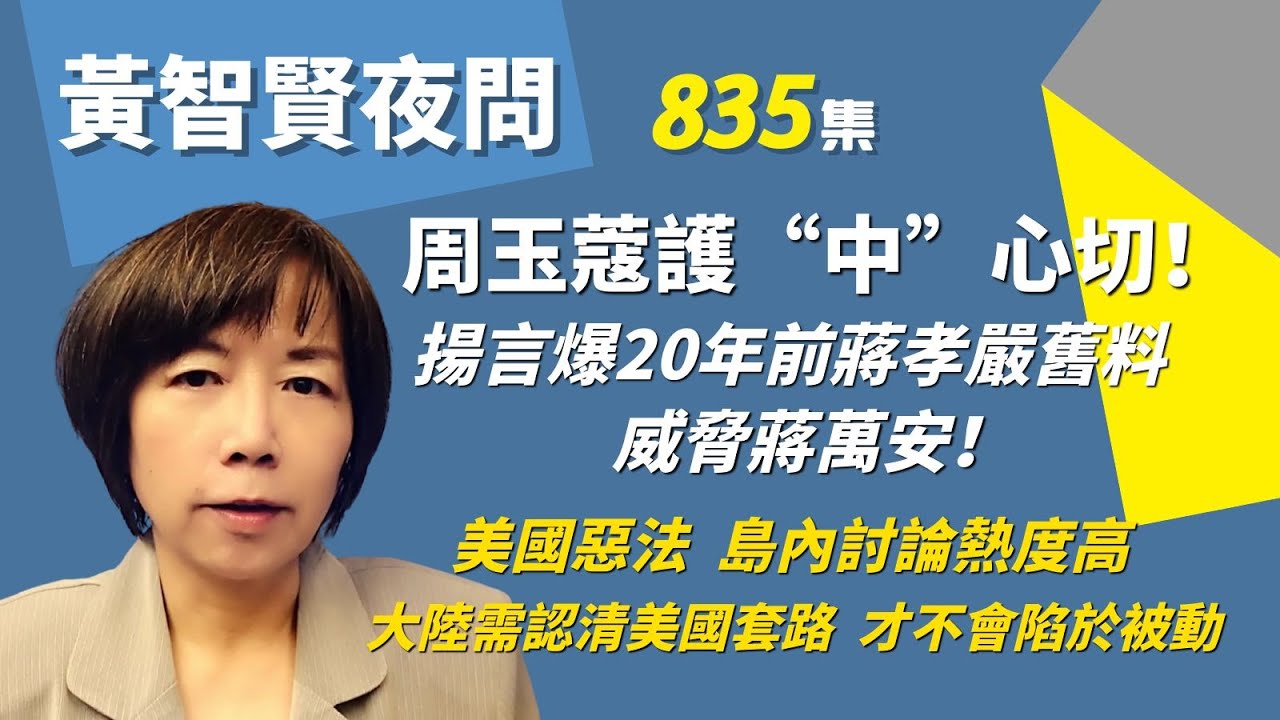 黃智賢夜問 835集
周玉蔻護“中”心切！
揚言爆20年前蔣孝嚴舊料
威脅蔣萬安！
美國惡法 島內討論熱度高
大陸需認清美國套路 才不會陷於被動